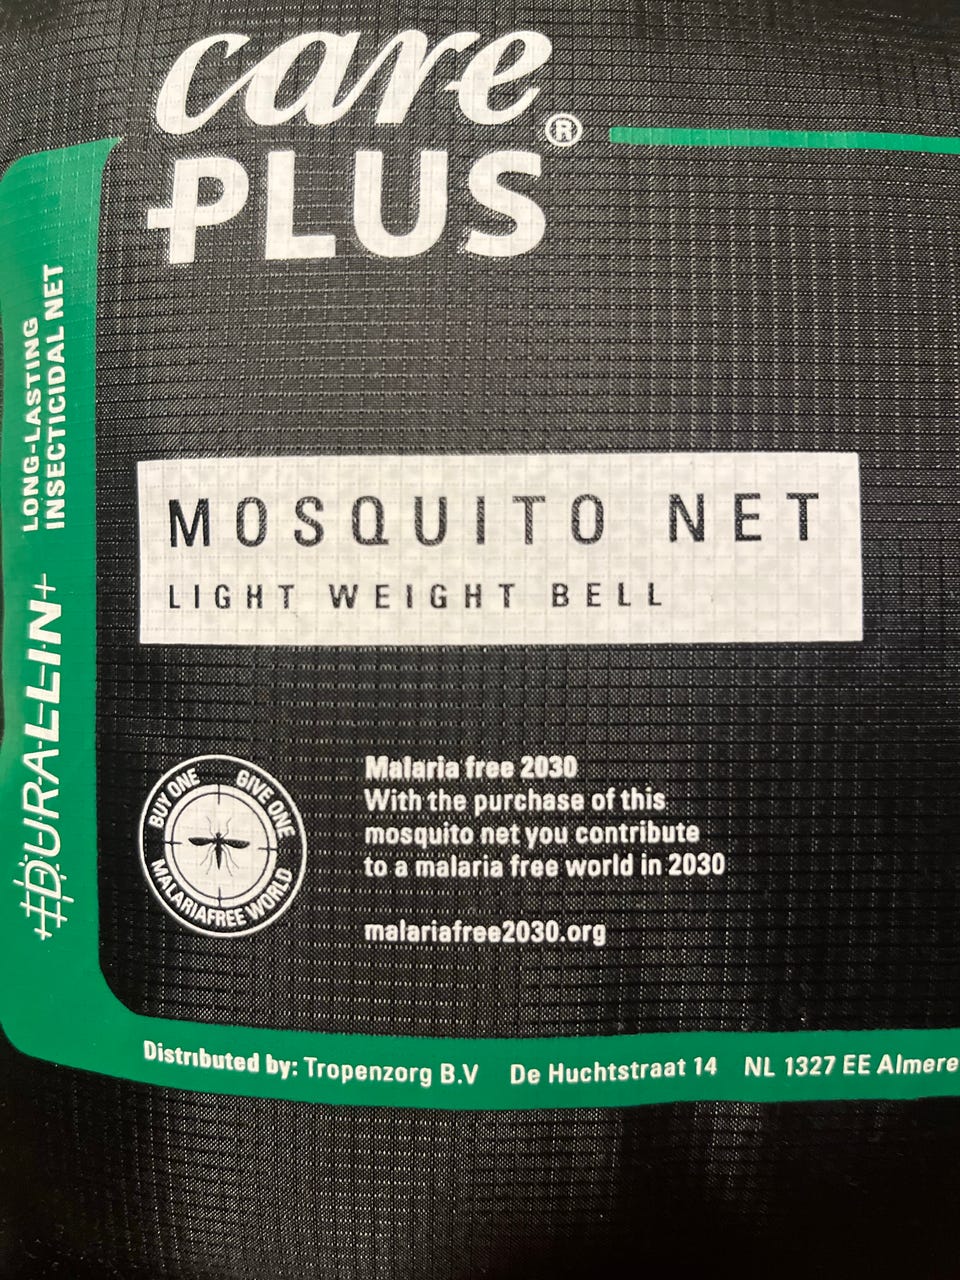 care
PLUS®
LONG-LASTING
INSECTICIDAL NET
DURALLIN
MOSQUITO NET
LIGHT WEIGHT BELL
BUY ONE GIVE ONE
MALARIAFREE WORLD
Malaria free 2030
With the purchase of this
mosquito net you contribute
to a malaria free world in 2030
malariafree2030.org
Distributed by: Tropenzorg B.V De Huchtstraat 14 NL 1327 EE Almere